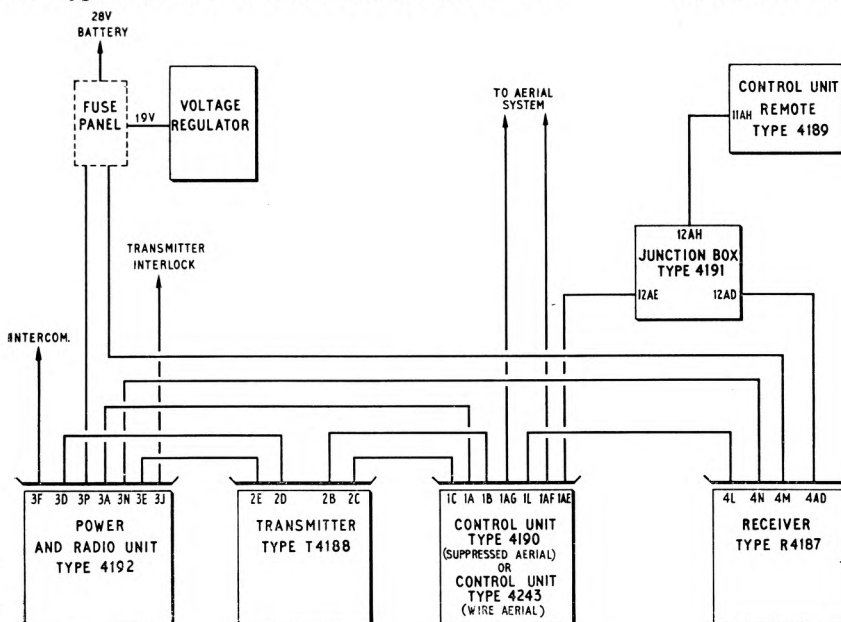 28V
BATTERY
FUSE
PANEL
19V
VOLTAGE
REGULATOR
TO AERIAL
SYSTEM
CONTROL UNIT
REMOTE
TYPE 4189
11AH
12AH
JUNCTION BOX
TYPE 4191
12AE
12AD
TRANSMITTER
INTERLOCK
INTERCOM.
3F
3D
3P
3A
3N
3E
3J
POWER
AND RADIO UNIT
TYPE 4192
2E
2D
2B
2C
TRANSMITTER
TYPE T4188
1C
1A
1B
1AG
1L
1AF
1AE
CONTROL UNIT
TYPE 4190
(SUPPRESSED AERIAL)
OR
CONTROL UNIT
TYPE 4243
(WIRE AERIAL)
4L
4N
4M
4AD
RECEIVER
TYPE R4187